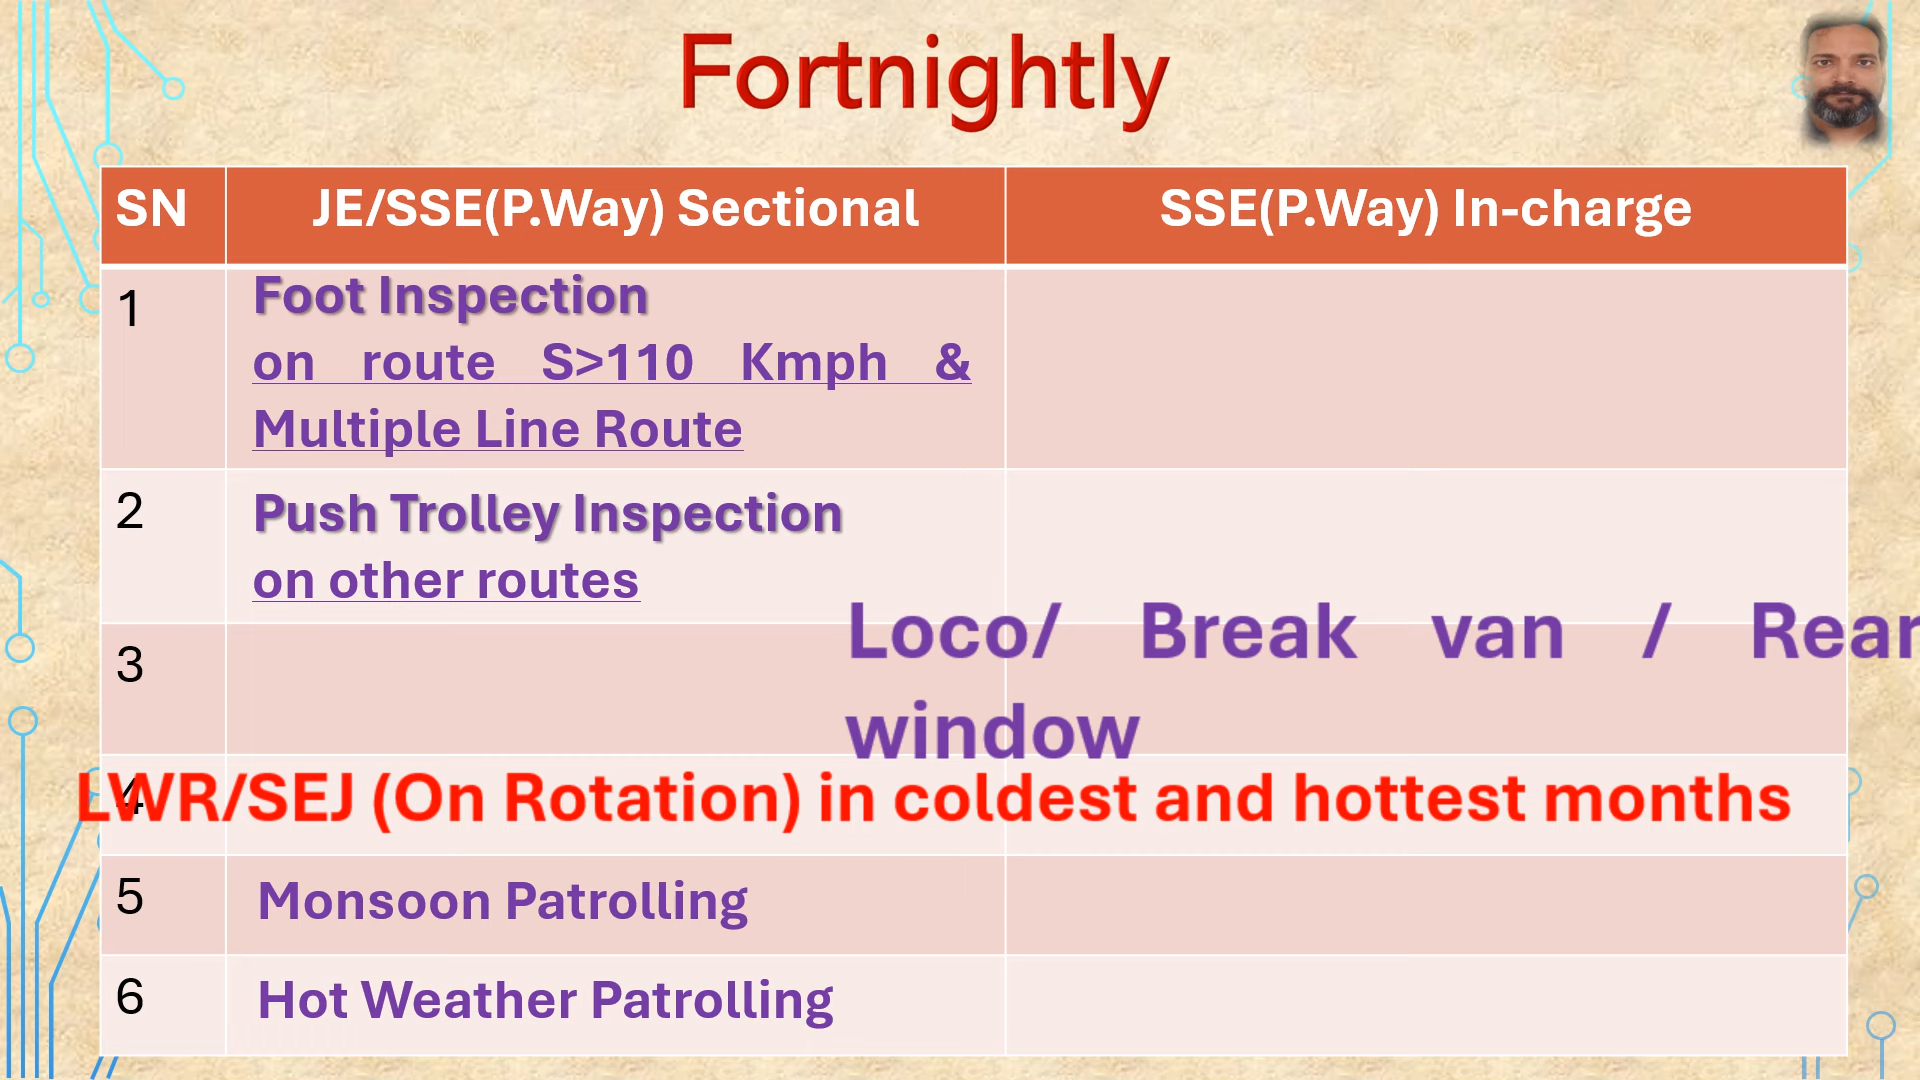 Fortnightly
SN JE/SSE(P.Way) Sectional SSE(P.Way) In-charge
1 Foot Inspection
on route S>110 Kmph &
Multiple Line Route
2 Push Trolley Inspection
on other routes
3 Loco/ Break van / Rear
window
4 LWR/SEJ (On Rotation) in coldest and hottest months
5 Monsoon Patrolling
6 Hot Weather Patrolling